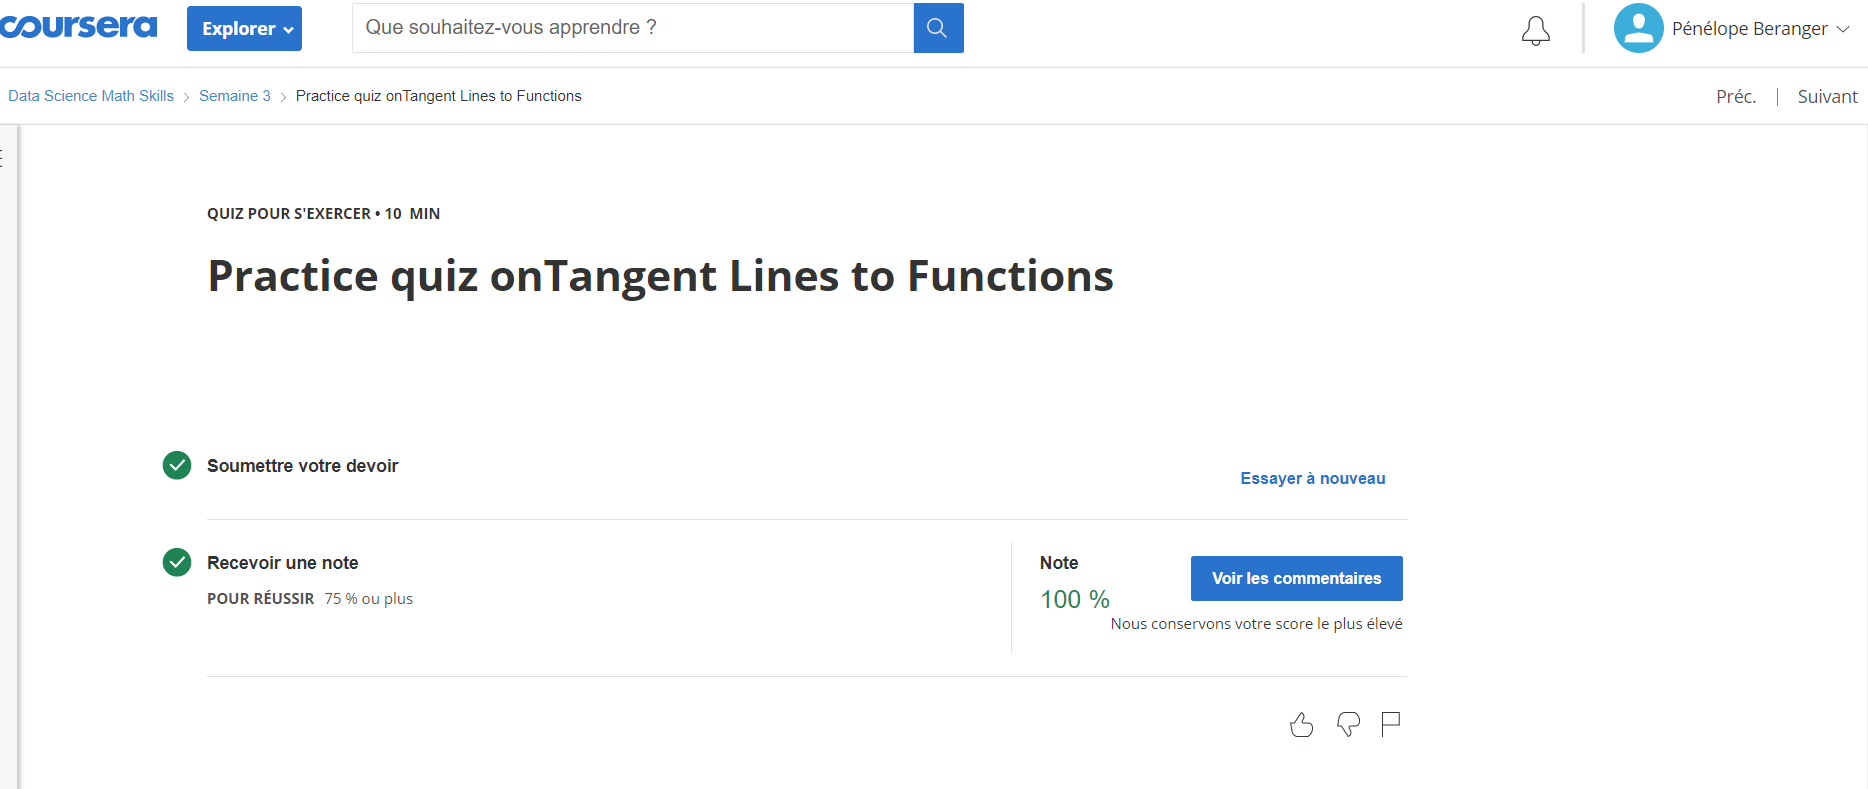 coursera
Explorer
Que souhaitez-vous apprendre ?
Pénélope Beranger
Data Science Math Skills
Semaine 3
Practice quiz onTangent Lines to Functions
Préc.
Suivant
QUIZ POUR S'EXERCER • 10 MIN
Practice quiz onTangent Lines to Functions
Soumettre votre devoir
Essayer à nouveau
Recevoir une note
POUR RÉUSSIR 75 % ou plus
Note
100 %
Voir les commentaires
Nous conservons votre score le plus élevé